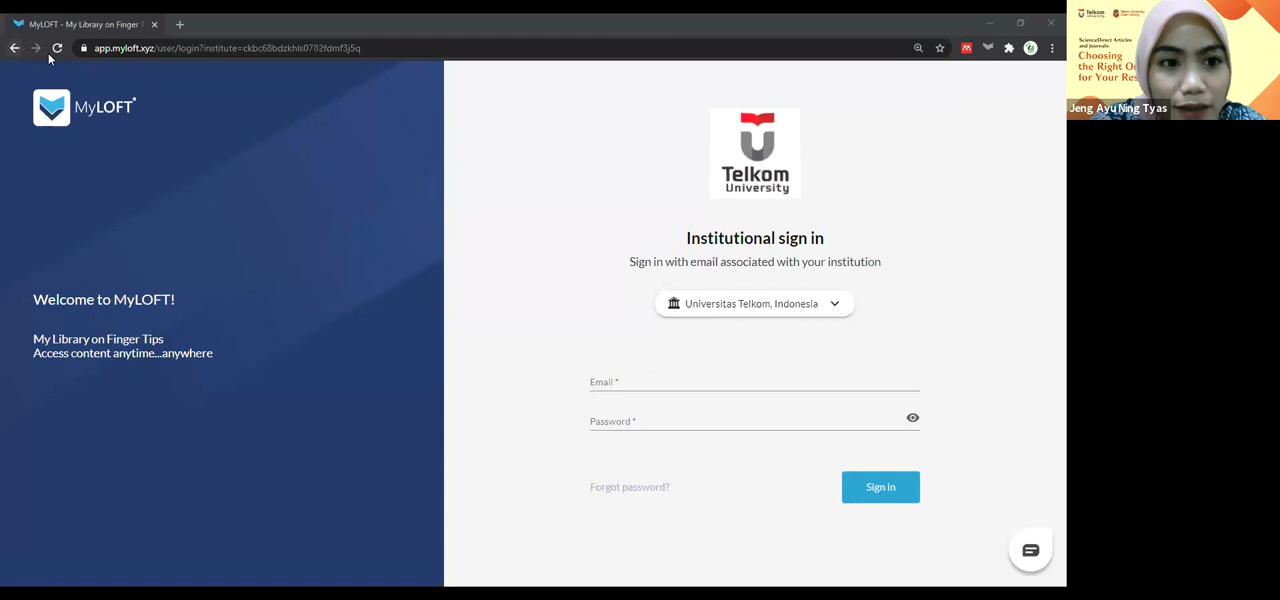 MyLOFT - My Library on Finger T
app.myloft.xyz/user/login?institute=ckbc68bdzkhls0782fdmf3j5q
MyLOFT
Welcome to MyLOFT!
My Library on Finger Tips
Access content anytime...anywhere
Telkom
University
Institutional sign in
Sign in with email associated with your institution
Universitas Telkom, Indonesia
Email *
Password *
Forgot password?
Sign in
Telkom
University
ScienceDirect Articles
and Journals:
Choosing
the Right O
for Your Res
Jeng Ayu Ning Tyas